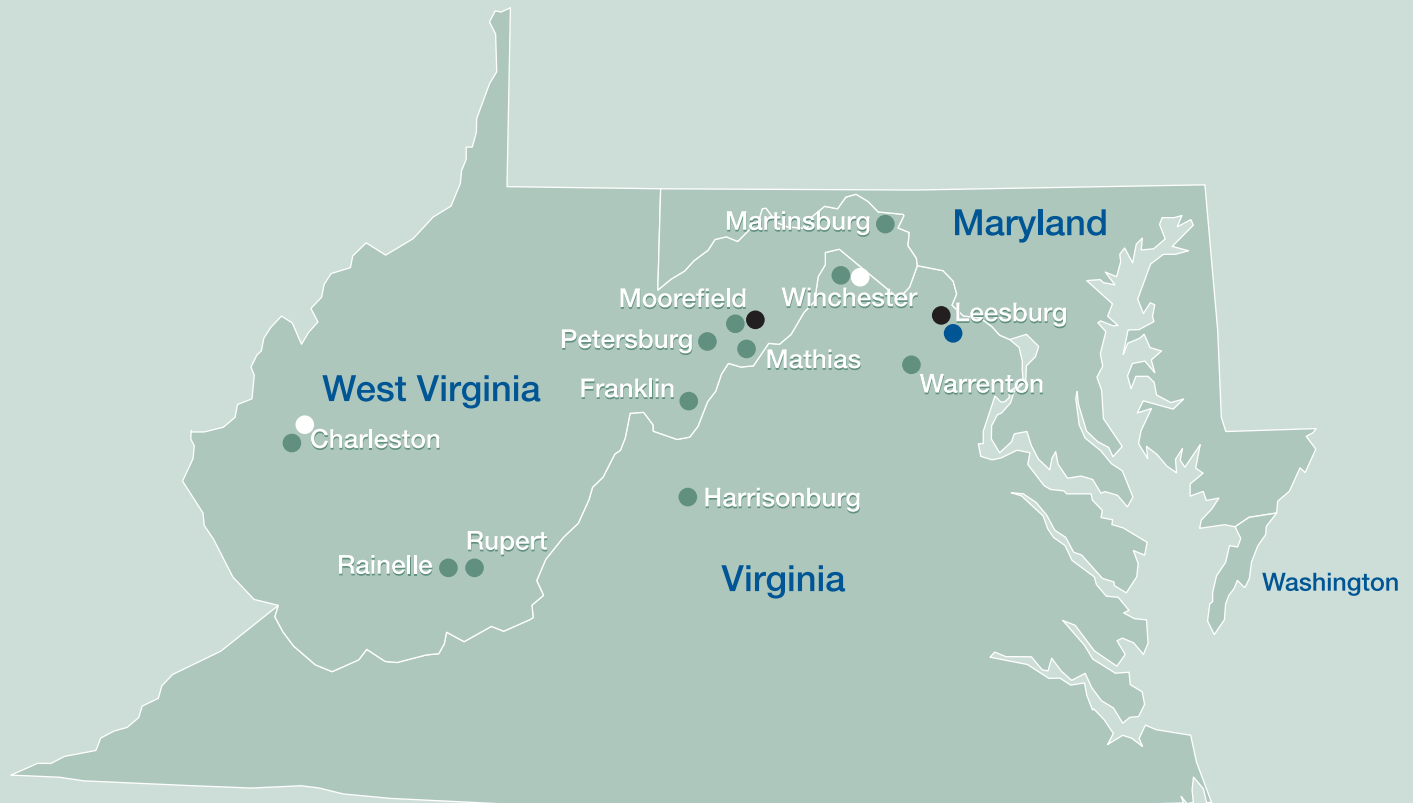 Martinsburg
Maryland
Moorefield
Winchester
Leesburg
Petersburg
Mathias
Franklin
Warrenton
West Virginia
Charleston
Harrisonburg
Rupert
Rainelle
Virginia
Washington